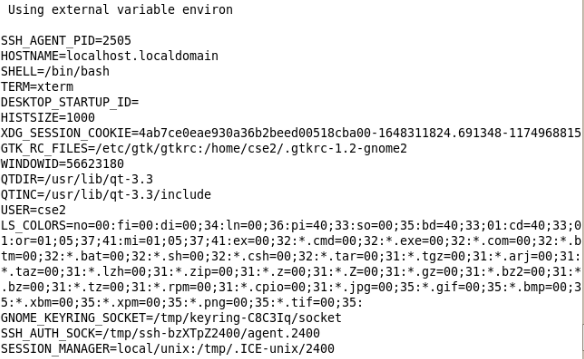 Using external variable environ
SSH_AGENT_PID=2505
HOSTNAME=localhost.localdomain
SHELL=/bin/bash
TERM=xterm
DESKTOP_STARTUP_ID=
HISTSIZE=1000
XDG_SESSION_COOKIE=4ab7ce0eae930a36b2beed00518cba00-1648311824.691348-1174968815
GTK_RC_FILES=/etc/gtk/gtkrc:/home/cse2/.gtkrc-1.2-gnome2
WINDOWID=56623180
QTDIR=/usr/lib/qt-3.3
QTINC=/usr/lib/qt-3.3/include
USER=cse2
LS_COLORS=no=00:fi=00:di=00;34:ln=00;36:pi=40;33:so=00;35:bd=40;33;01:cd=40;33;0
1:or=01;05;37;41:mi=01;05;37;41:ex=00;32:*.cmd=00;32:*.exe=00;32:*.com=00;32:*.b
tm=00;32:*.bat=00;32:*.sh=00;32:*.csh=00;32:*.tar=00;31:*.tgz=00;31:*.arj=00;31:
*.taz=00;31:*.lzh=00;31:*.zip=00;31:*.z=00;31:*.Z=00;31:*.gz=00;31:*.bz2=00;31:*
.bz=00;31:*.tz=00;31:*.rpm=00;31:*.cpio=00;31:*.jpg=00;35:*.gif=00;35:*.bmp=00;3
5:*.xbm=00;35:*.xpm=00;35:*.png=00;35:*.tif=00;35:
GNOME_KEYRING_SOCKET=/tmp/keyring-C8C3Iq/socket
SSH_AUTH_SOCK=/tmp/ssh-bzXTpZ2400/agent.2400
SESSION_MANAGER=local/unix:/tmp/.ICE-unix/2400